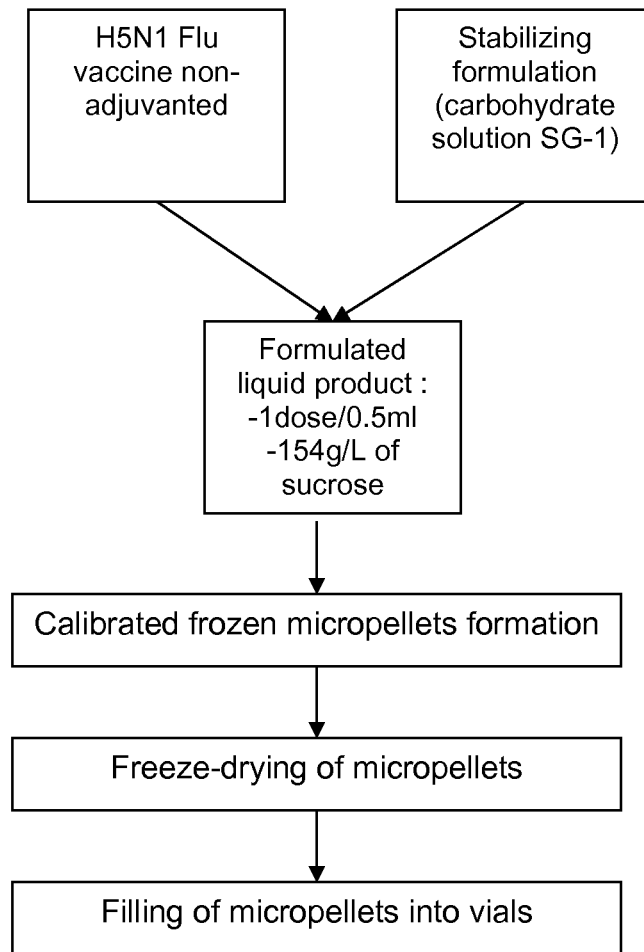 H5N1 Flu
vaccine non-
adjuvanted
Stabilizing
formulation
(carbohydrate
solution SG-1)
Formulated
liquid product :
-1dose/0.5ml
-154g/L of
sucrose
Calibrated frozen micropellets formation
Freeze-drying of micropellets
Filling of micropellets into vials